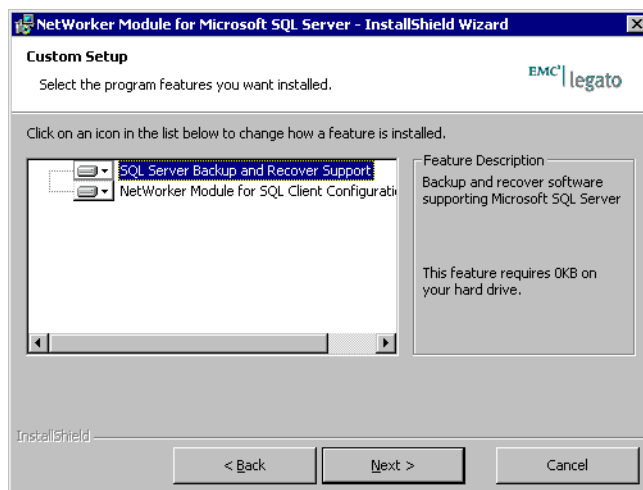 NetWorker Module for Microsoft SQL Server - InstallShield Wizard
Custom Setup
Select the program features you want installed.
EMC² legato
Click on an icon in the list below to change how a feature is installed.
SQL Server Backup and Recover Support
NetWorker Module for SQL Client Configurati
Feature Description
Backup and recover software
supporting Microsoft SQL Server
This feature requires 0KB on
your hard drive.
InstallShield
< Back
Next >
Cancel